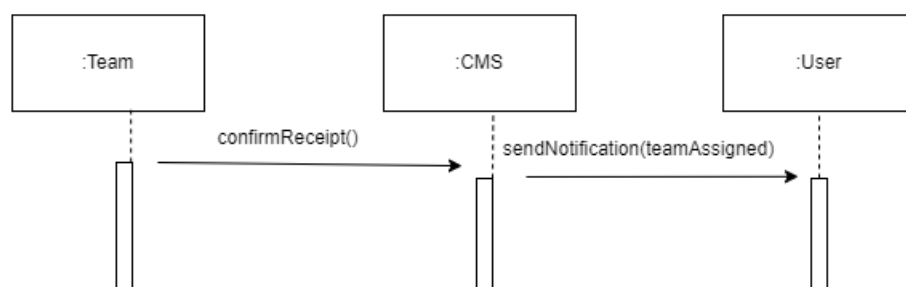 :Team
:CMS
:User
confirmReceipt()
sendNotification(teamAssigned)